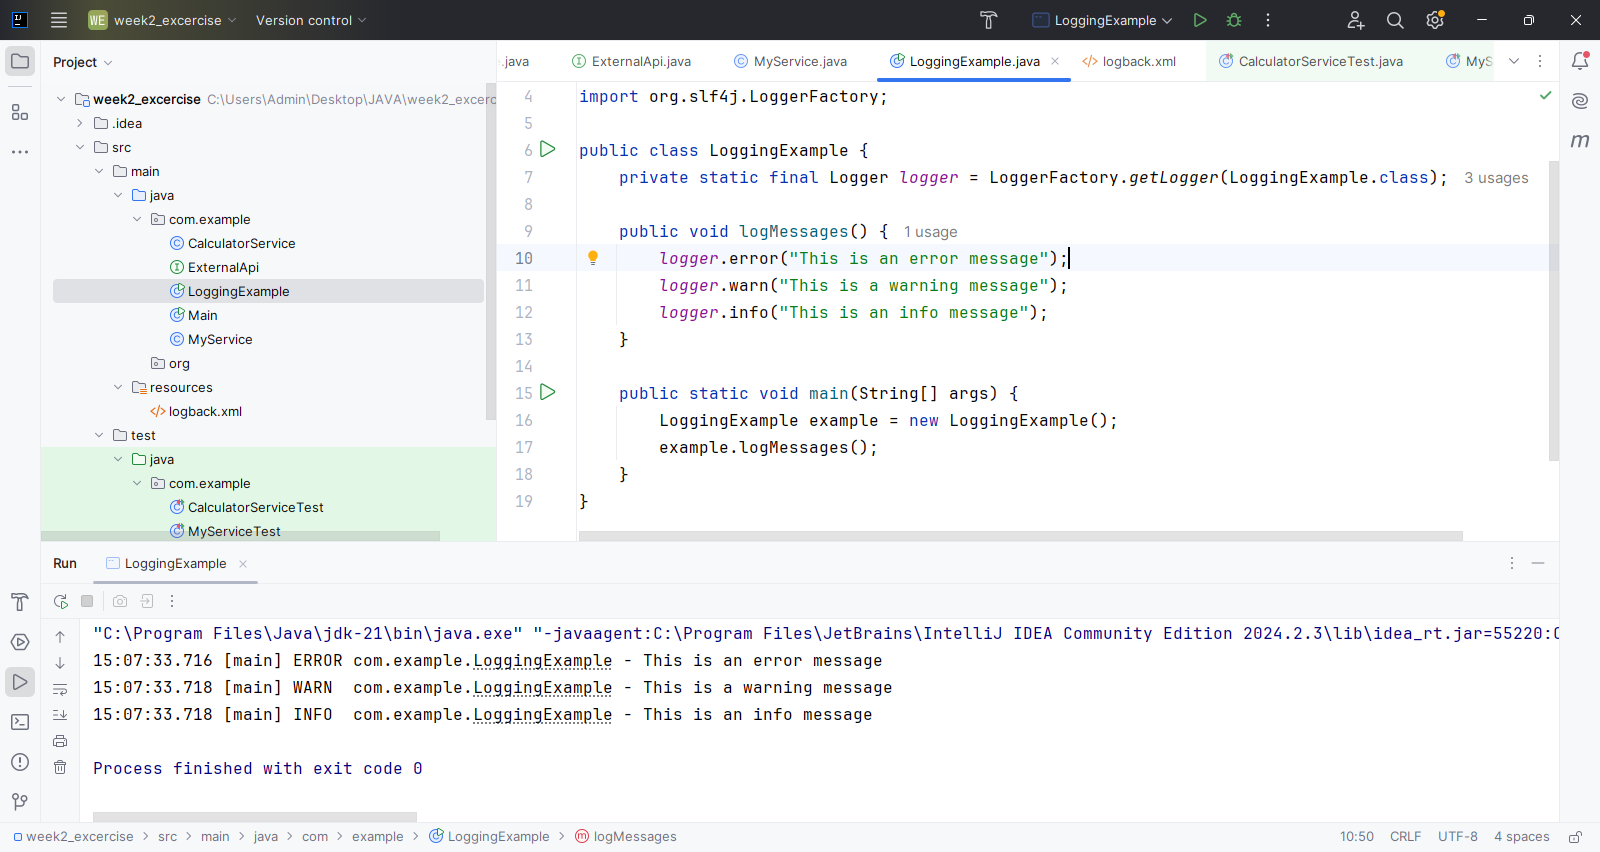 WE week2_excercise Version control LoggingExample
Project
week2_excercise C:\Users\Admin\Desktop\JAVA\week2_excerc
.idea
src
main
java
com.example
CalculatorService
ExternalApi
LoggingExample
Main
MyService
org
resources
logback.xml
test
java
com.example
CalculatorServiceTest
MyServiceTest
.java ExternalApi.java MyService.java LoggingExample.java logback.xml CalculatorServiceTest.java MyS
4 import org.slf4j.LoggerFactory;
5
6 public class LoggingExample {
7 private static final Logger logger = LoggerFactory.getLogger(LoggingExample.class); 3 usages
8
9 public void logMessages() { 1 usage
10 logger.error("This is an error message");
11 logger.warn("This is a warning message");
12 logger.info("This is an info message");
13 }
14
15 public static void main(String[] args) {
16 LoggingExample example = new LoggingExample();
17 example.logMessages();
18 }
19 }
Run LoggingExample
"C:\Program Files\Java\jdk-21\bin\java.exe" "-javaagent:C:\Program Files\JetBrains\IntelliJ IDEA Community Edition 2024.2.3\lib\idea_rt.jar=55220:C
15:07:33.716 [main] ERROR com.example.LoggingExample - This is an error message
15:07:33.718 [main] WARN  com.example.LoggingExample - This is a warning message
15:07:33.718 [main] INFO  com.example.LoggingExample - This is an info message
Process finished with exit code 0
week2_excercise > src > main > java > com > example > LoggingExample > logMessages 10:50 CRLF UTF-8 4 spaces